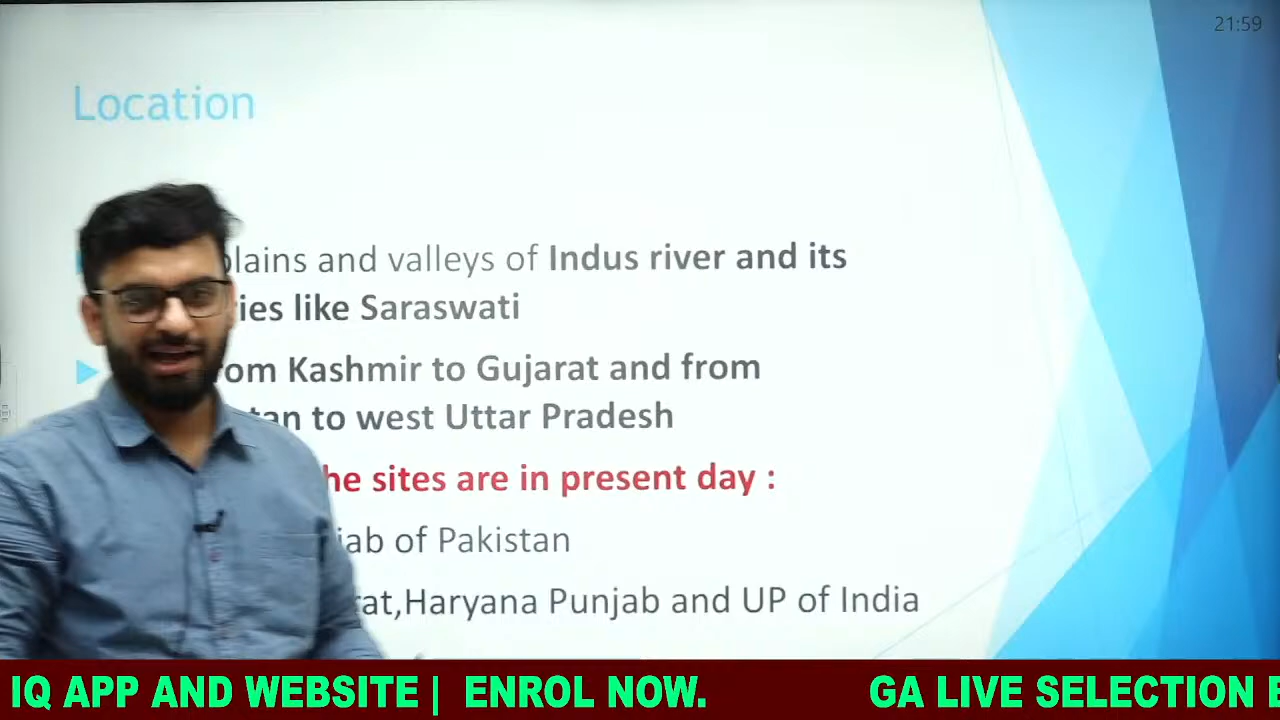 21:59
Location
plains and valleys of Indus river and its
ies like Saraswati
om Kashmir to Gujarat and from
tan to west Uttar Pradesh
he sites are in present day :
jab of Pakistan
rat,Haryana Punjab and UP of India
IQ APP AND WEBSITE | ENROL NOW. GA LIVE SELECTION